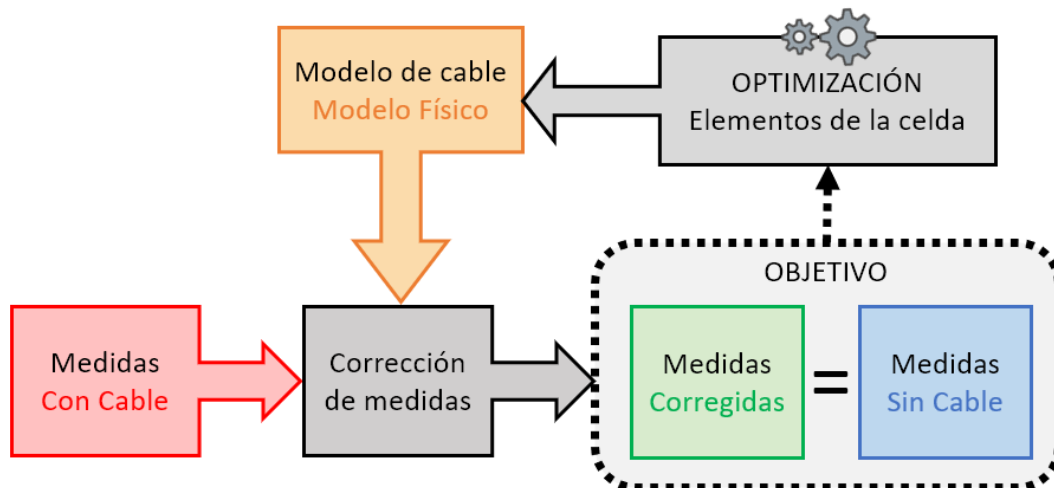 Modelo de cable
Modelo Físico
OPTIMIZACIÓN
Elementos de la celda
OBJETIVO
Medidas
Con Cable
Corrección
de medidas
Medidas
Corregidas
=
Medidas
Sin Cable